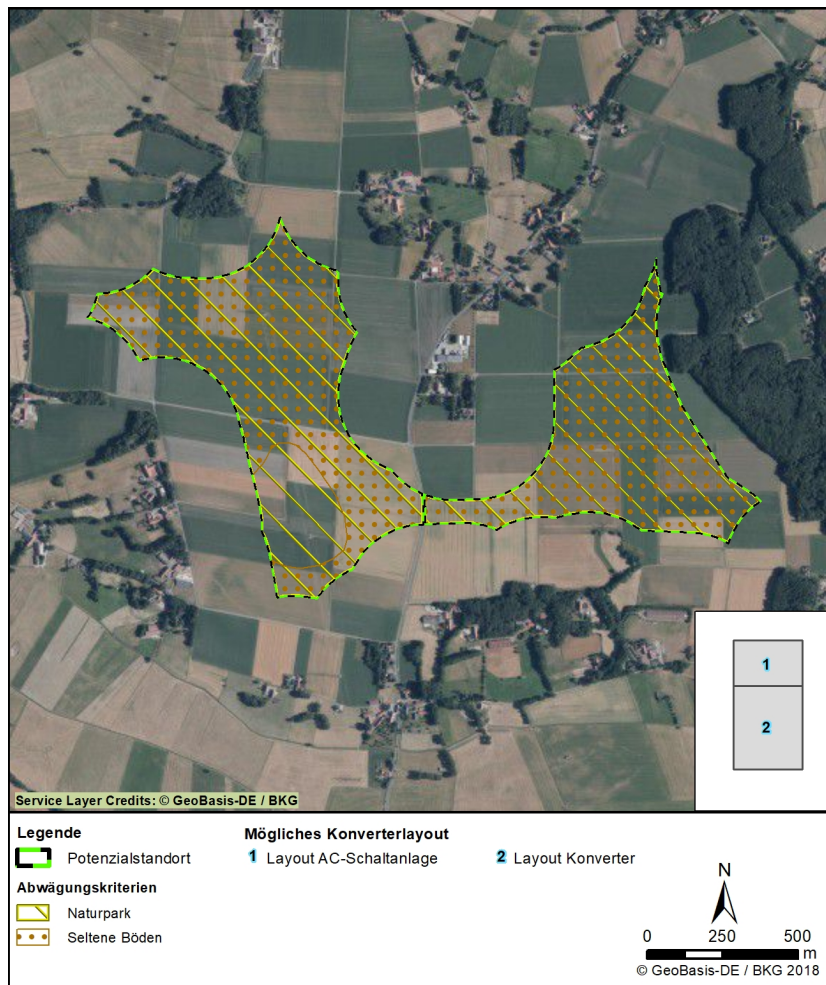 1
2
Service Layer Credits: © GeoBasis-DE / BKG
Legende
Potenzialstandort
Abwägungskriterien
Naturpark
Seltene Böden
Mögliches Konverterlayout
1 Layout AC-Schaltanlage
2 Layout Konverter
N
0 250 500
m
© GeoBasis-DE / BKG 2018